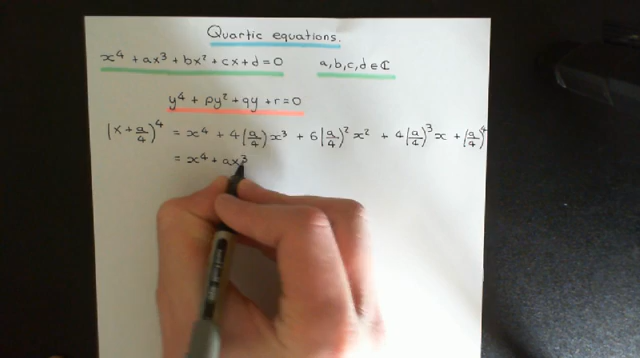 Quartic equations.
x⁴ + ax³ + bx² + cx + d = 0    a, b, c, d ∈ ℂ
y⁴ + py² + qy + r = 0
(x + a/4)⁴ = x⁴ + 4(a/4)x³ + 6(a/4)²x² + 4(a/4)³x + (a/4)⁴
= x⁴ + ax³